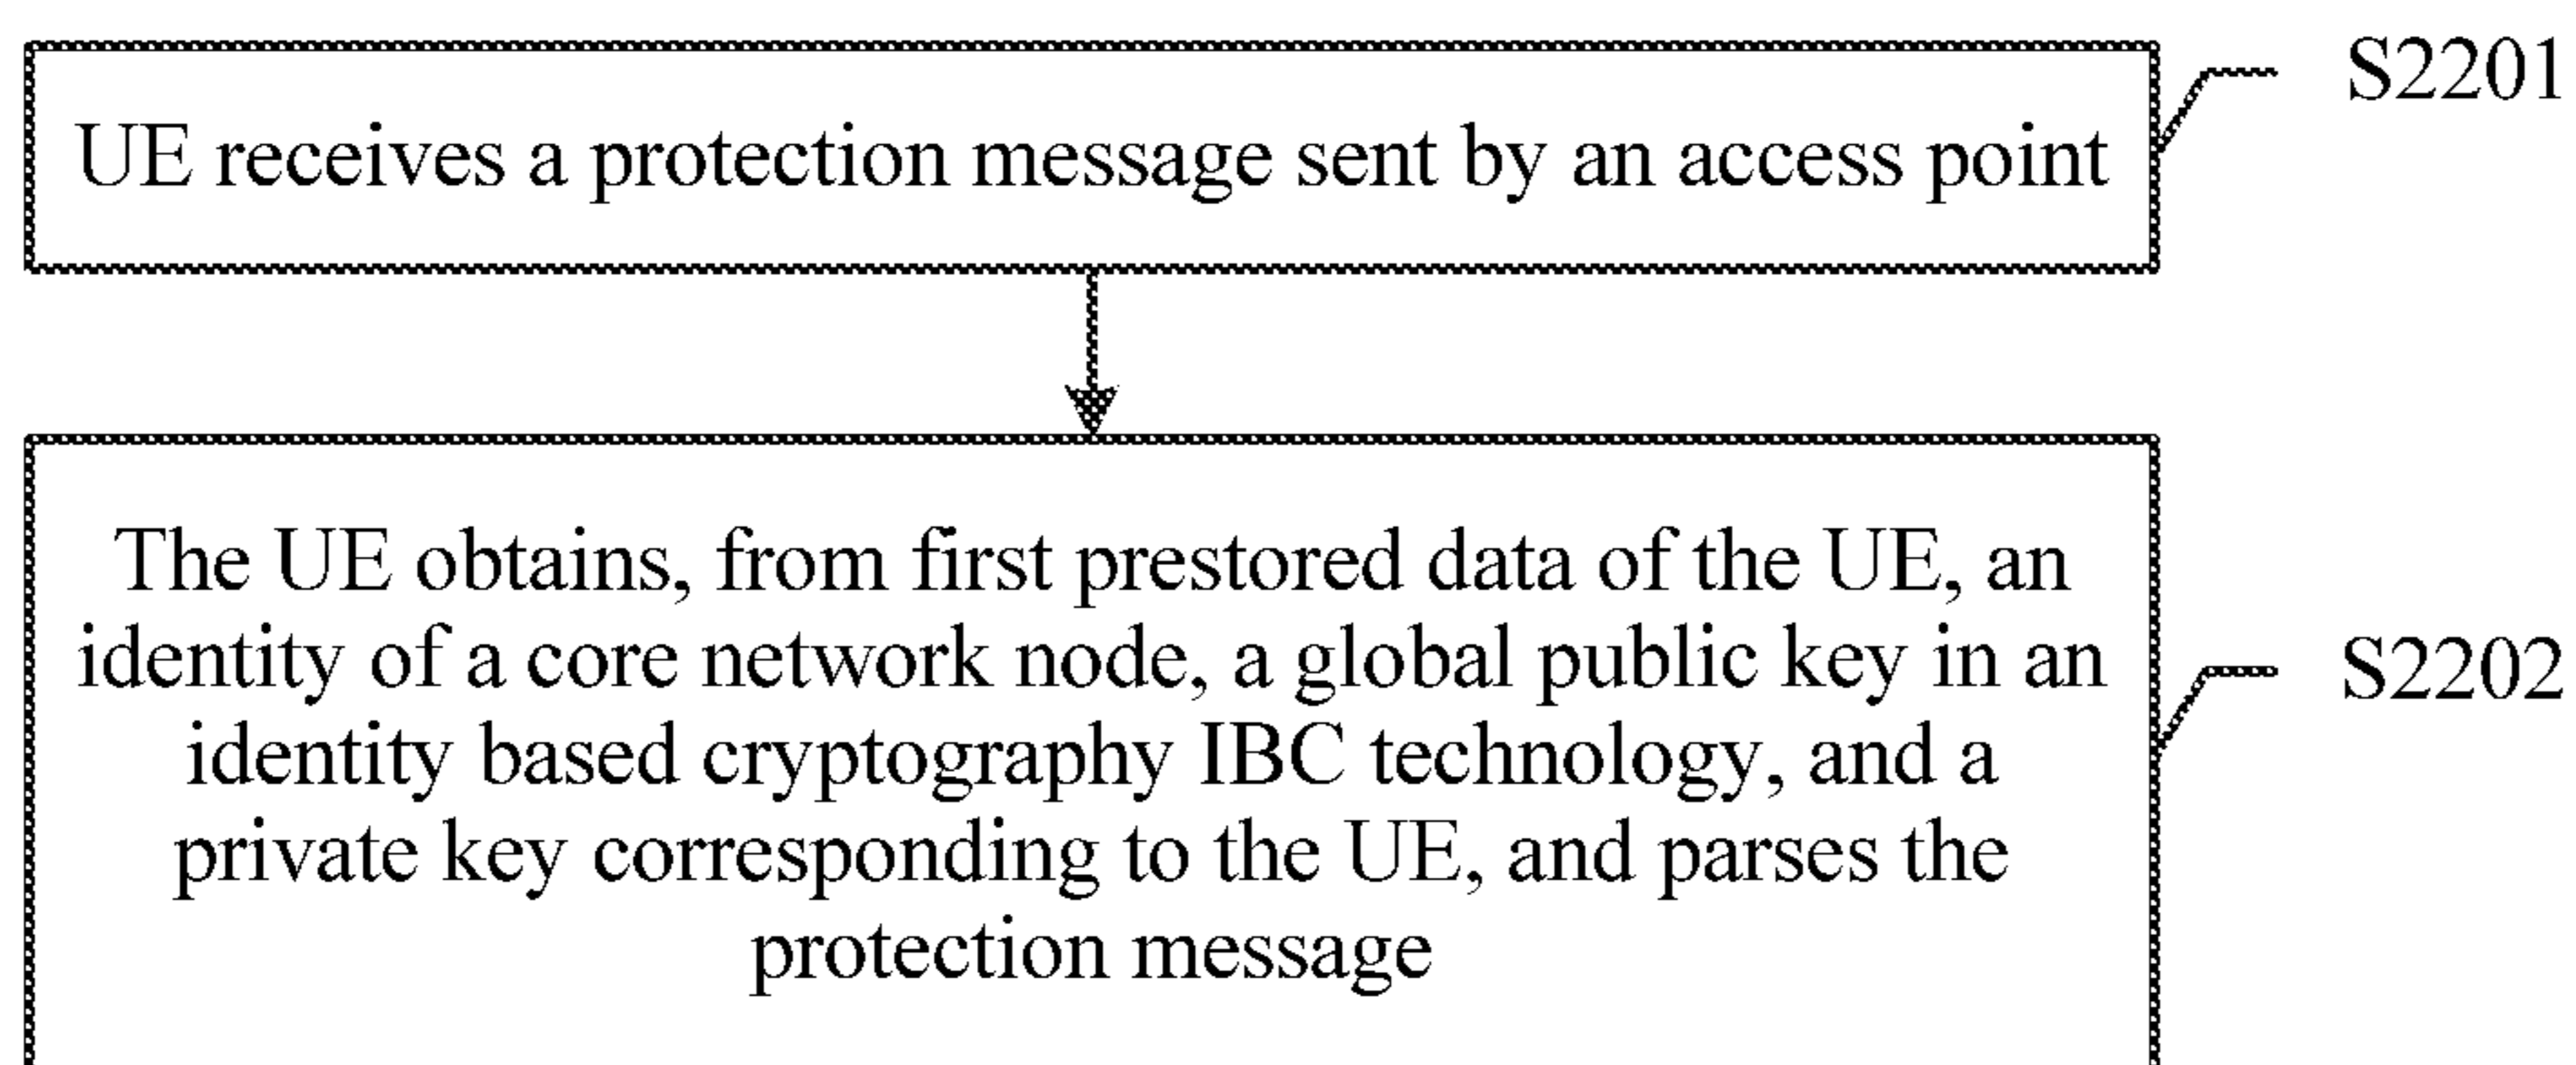 UE receives a protection message sent by an access point
S2201
The UE obtains, from first prestored data of the UE, an
identity of a core network node, a global public key in an
identity based cryptography IBC technology, and a
private key corresponding to the UE, and parses the
protection message
S2202